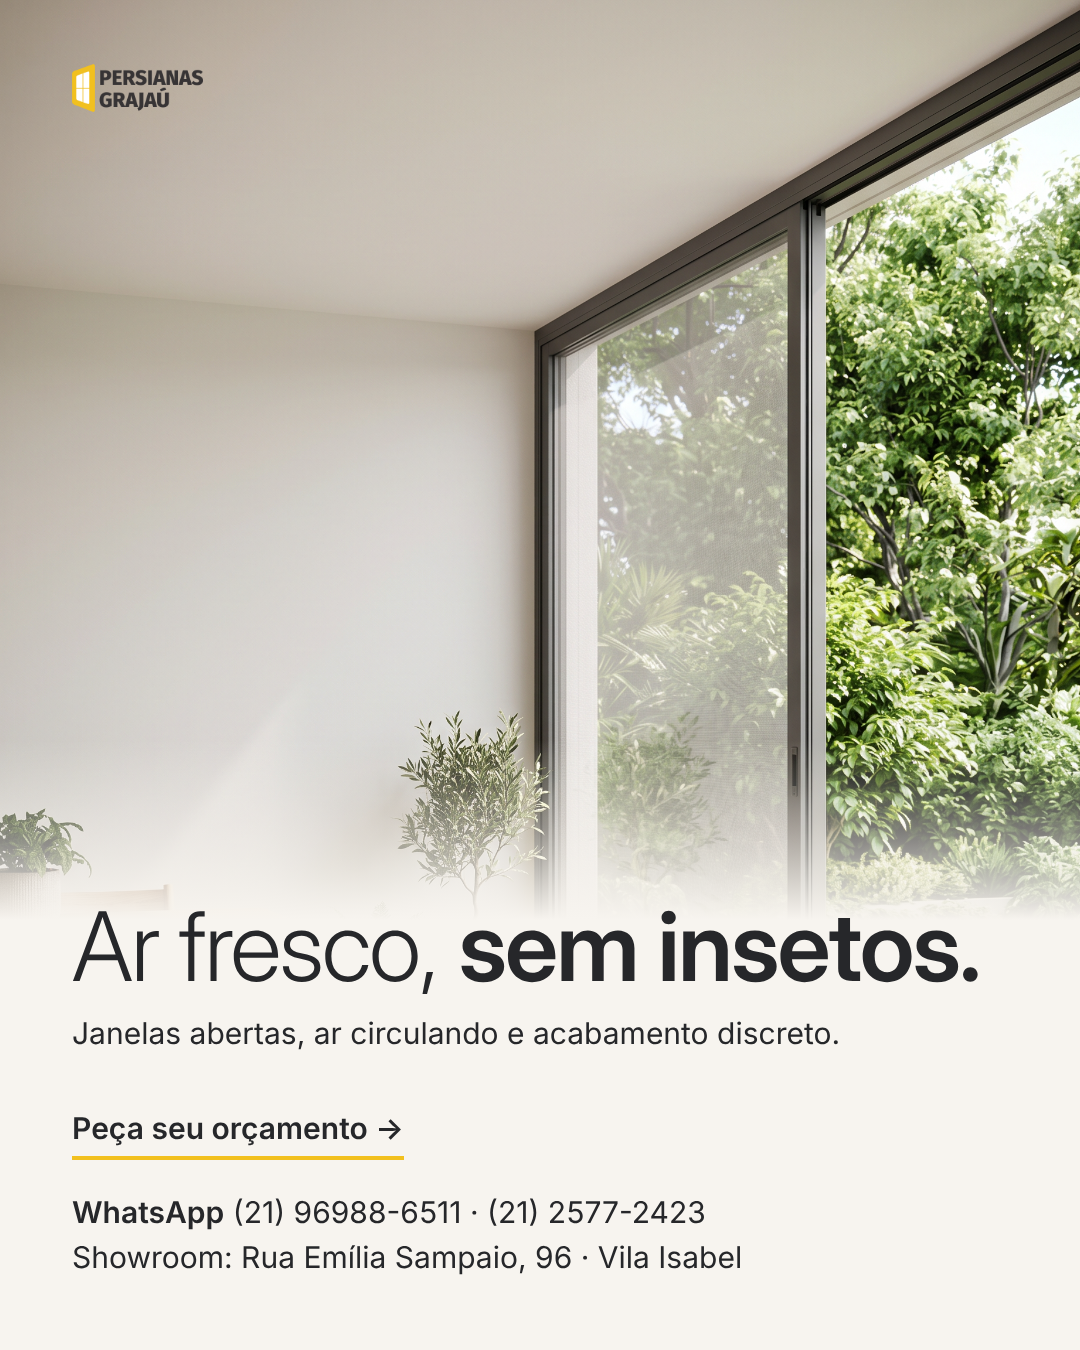 PERSIANAS
GRAJAÚ
Ar fresco, sem insetos.
Janelas abertas, ar circulando e acabamento discreto.
Peça seu orçamento →
WhatsApp (21) 96988-6511 · (21) 2577-2423
Showroom: Rua Emília Sampaio, 96 · Vila Isabel